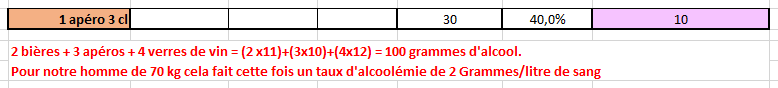 1 apéro 3 cl 30 40,0% 10
2 bières + 3 apéros + 4 verres de vin = (2 x11)+(3x10)+(4x12) = 100 grammes d'alcool.
Pour notre homme de 70 kg cela fait cette fois un taux d'alcoolémie de 2 Grammes/litre de sang